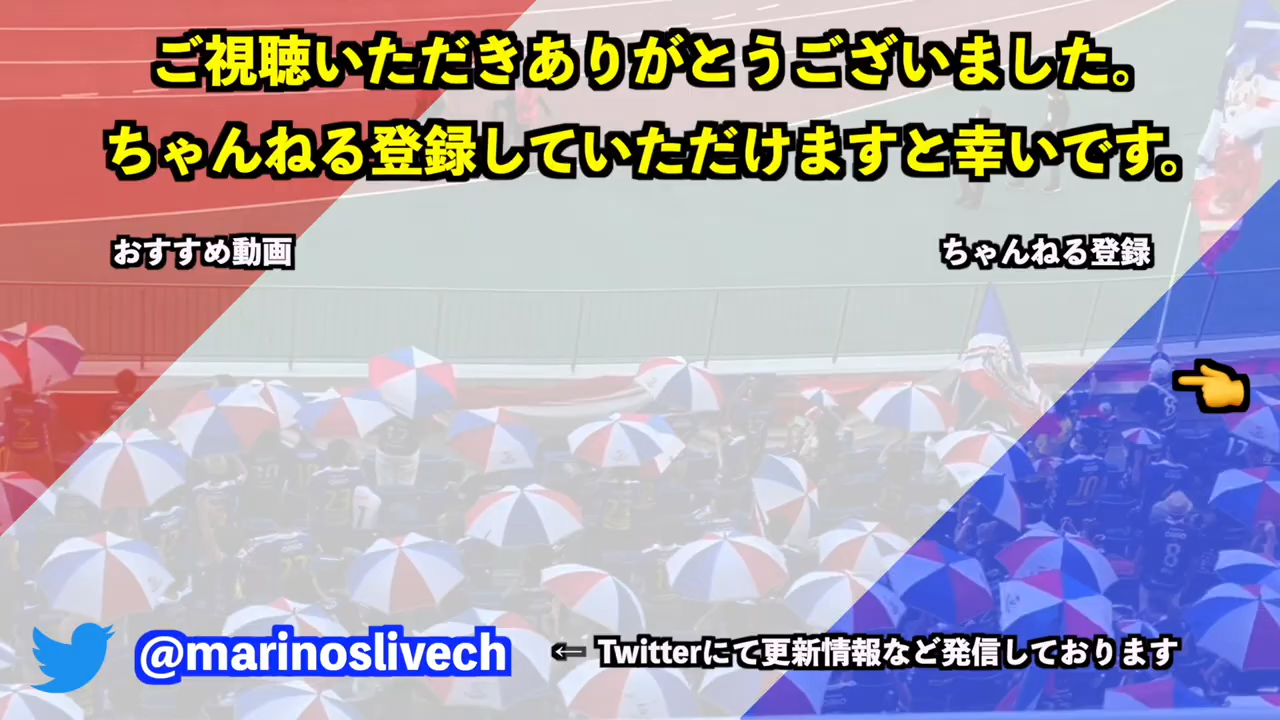 ご視聴いただきありがとうございました。
ちゃんねる登録していただけますと幸いです。
おすすめ動画
ちゃんねる登録
@marinoslivech
← Twitterにて更新情報など発信しております